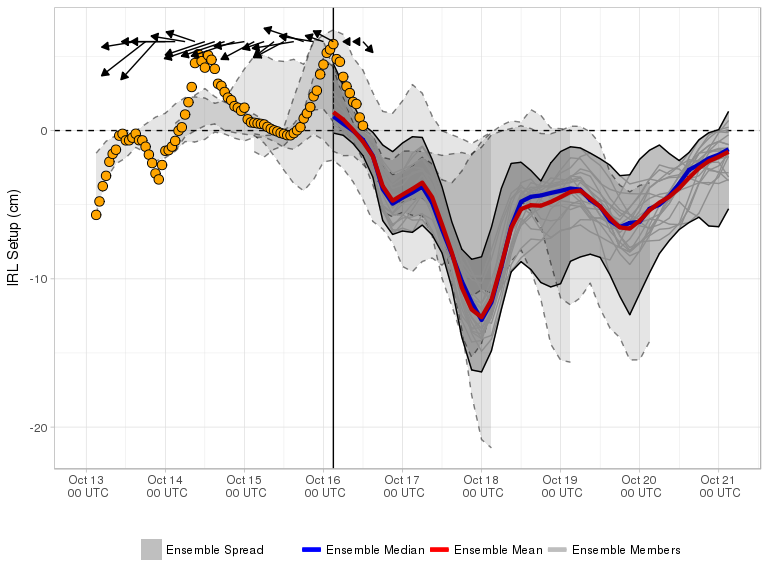 IRL Setup (cm)
0
-10
-20
Oct 13 Oct 14 Oct 15 Oct 16 Oct 17 Oct 18 Oct 19 Oct 20 Oct 21
00 UTC 00 UTC 00 UTC 00 UTC 00 UTC 00 UTC 00 UTC 00 UTC 00 UTC
Ensemble Spread Ensemble Median Ensemble Mean Ensemble Members